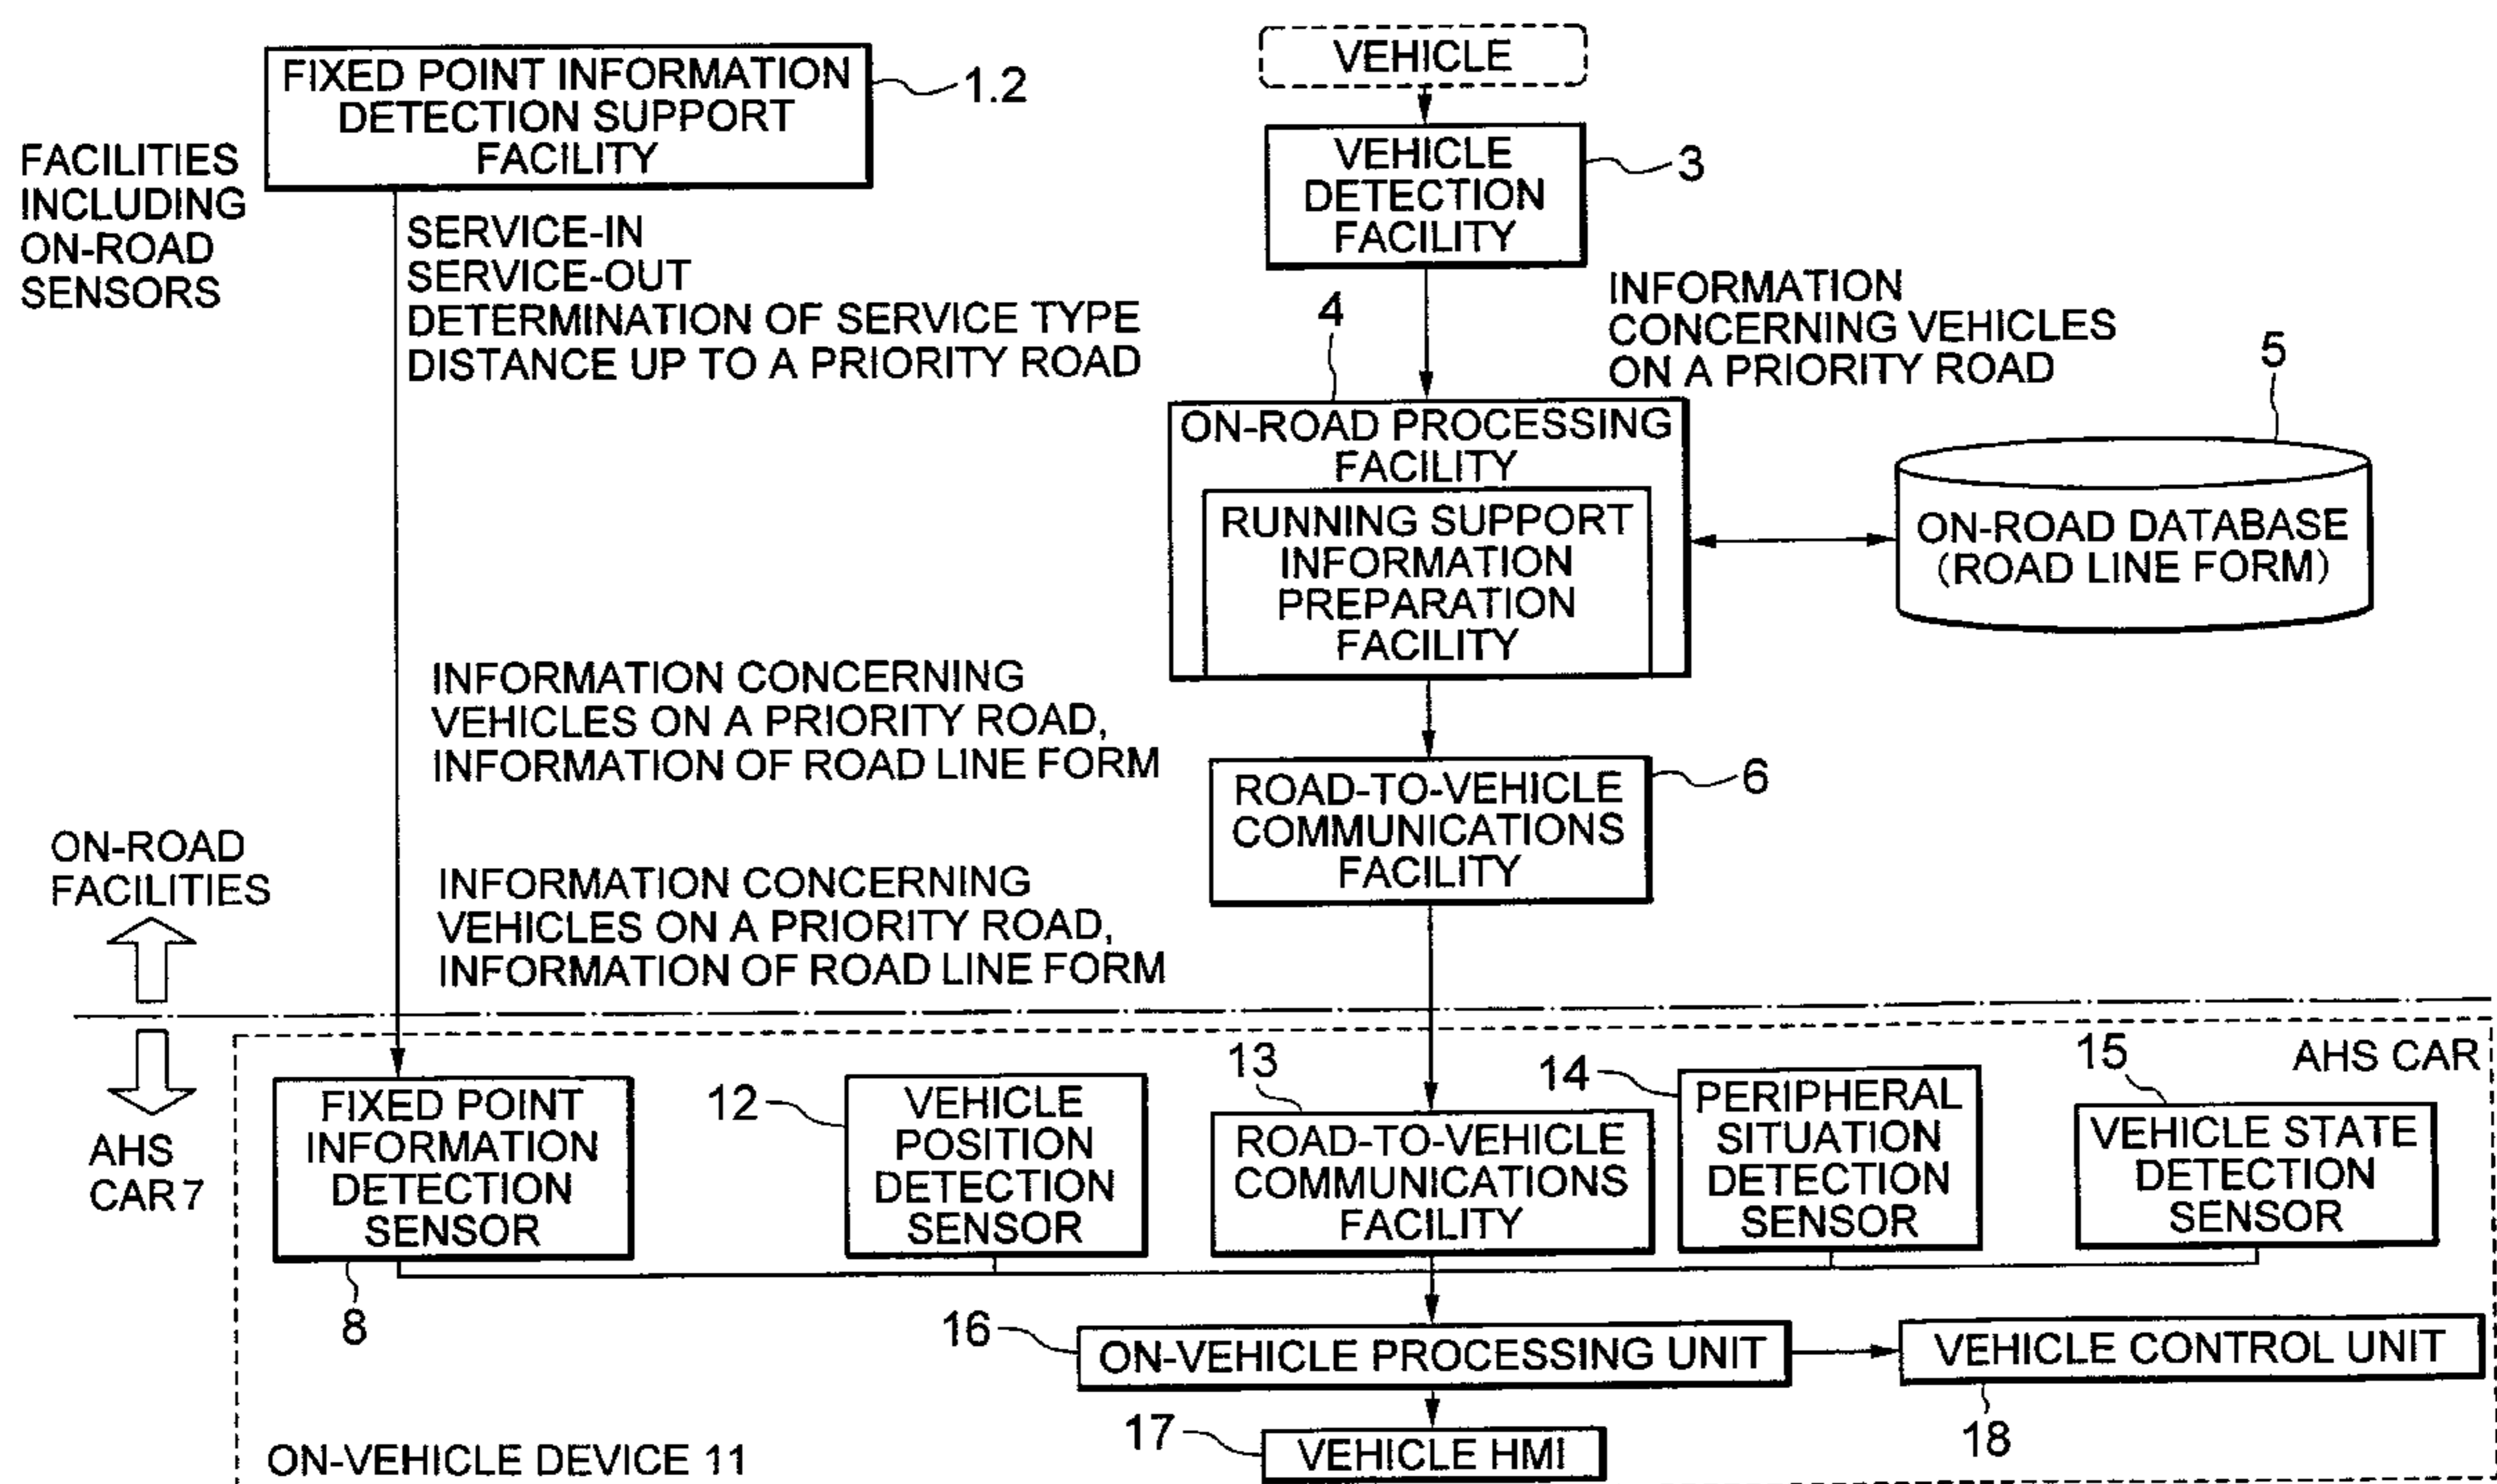 FIXED POINT INFORMATION
DETECTION SUPPORT
FACILITY
1.2
VEHICLE
VEHICLE
DETECTION
FACILITY
3
FACILITIES
INCLUDING
ON-ROAD
SENSORS
SERVICE-IN
SERVICE-OUT
DETERMINATION OF SERVICE TYPE
DISTANCE UP TO A PRIORITY ROAD
INFORMATION
CONCERNING VEHICLES
ON A PRIORITY ROAD
4
5
ON-ROAD PROCESSING
FACILITY
RUNNING SUPPORT
INFORMATION
PREPARATION
FACILITY
ON-ROAD DATABASE
(ROAD LINE FORM)
INFORMATION CONCERNING
VEHICLES ON A PRIORITY ROAD,
INFORMATION OF ROAD LINE FORM
ROAD-TO-VEHICLE
COMMUNICATIONS
FACILITY
6
ON-ROAD
FACILITIES
INFORMATION CONCERNING
VEHICLES ON A PRIORITY ROAD,
INFORMATION OF ROAD LINE FORM
AHS
CAR 7
AHS CAR
FIXED POINT
INFORMATION
DETECTION
SENSOR
8
12
VEHICLE
POSITION
DETECTION
SENSOR
13
ROAD-TO-VEHICLE
COMMUNICATIONS
FACILITY
14
PERIPHERAL
SITUATION
DETECTION
SENSOR
15
VEHICLE STATE
DETECTION
SENSOR
16
ON-VEHICLE PROCESSING UNIT
VEHICLE CONTROL UNIT
18
17
VEHICLE HMI
ON-VEHICLE DEVICE 11